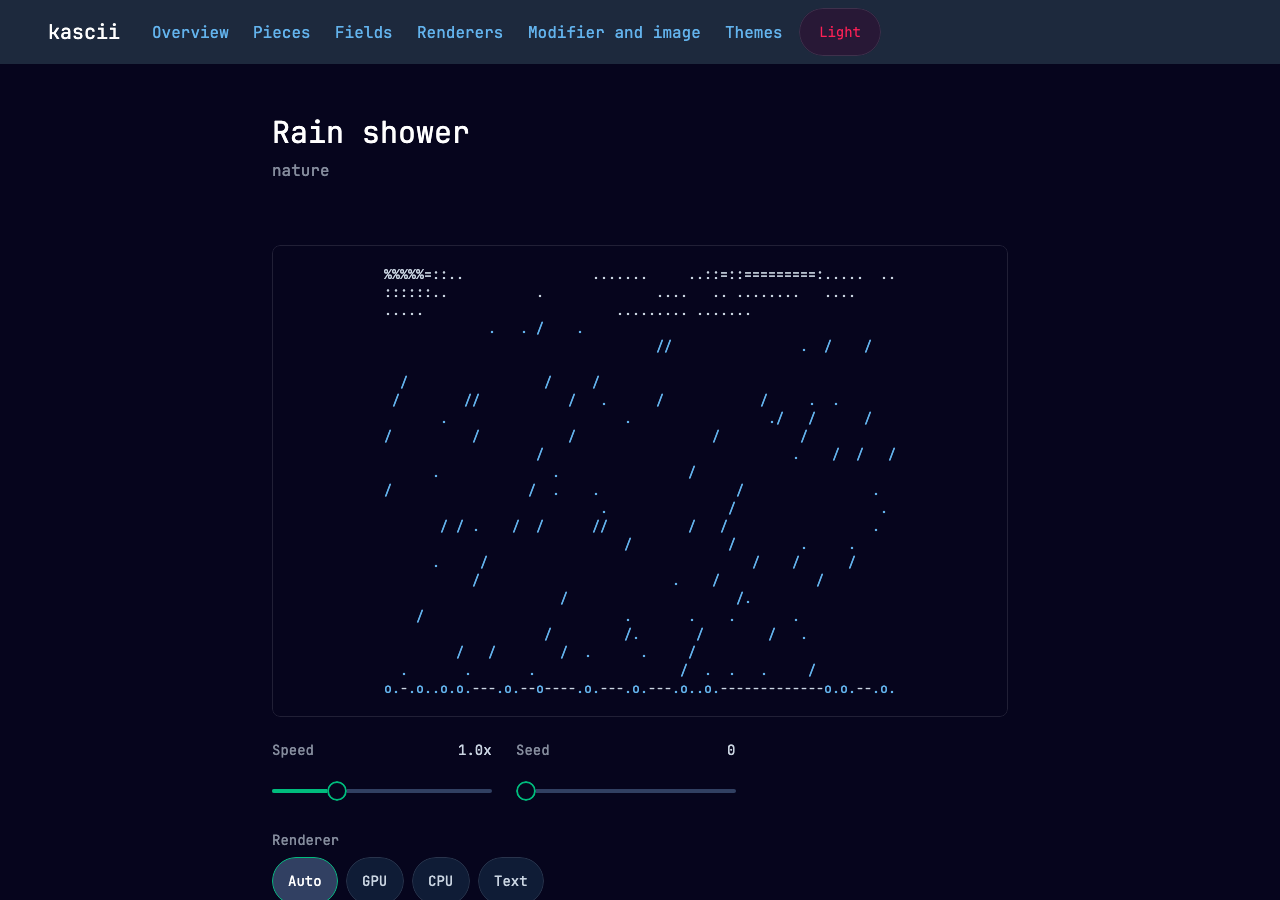 kascii Overview Pieces Fields Renderers Modifier and image Themes Light
Rain shower
nature
Speed 1.0x Seed 0
Renderer
Auto GPU CPU Text